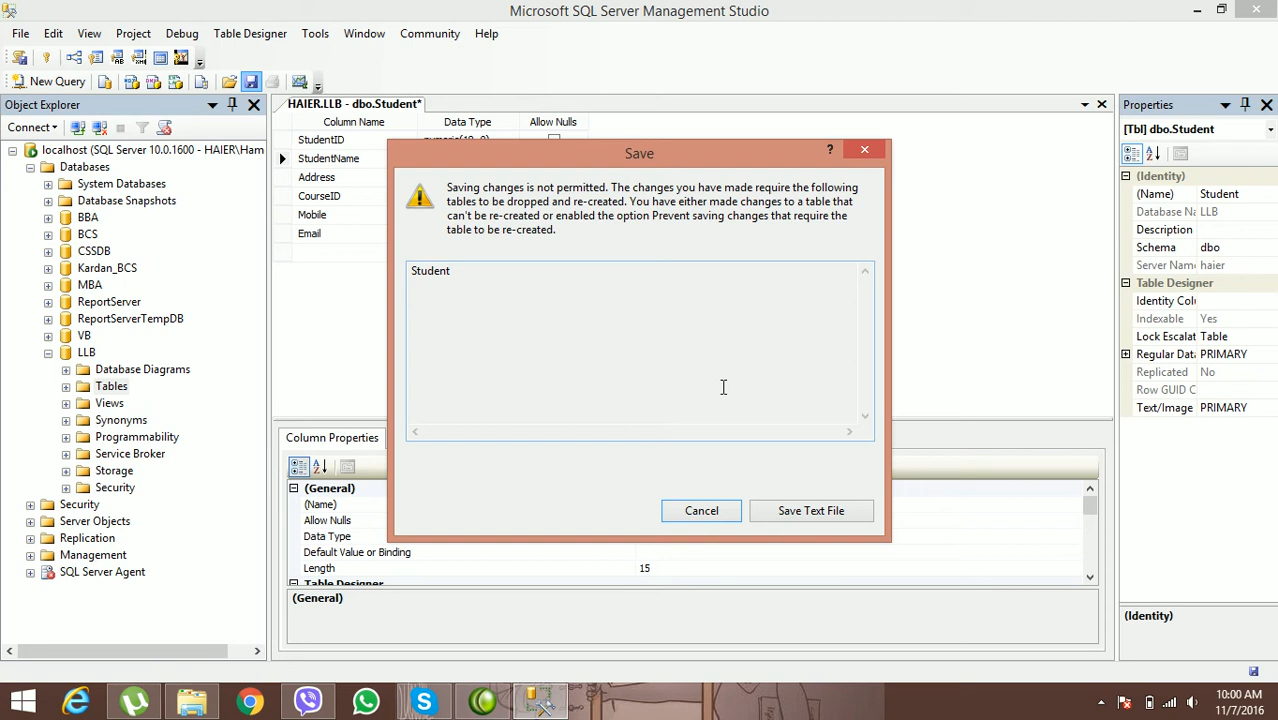 Microsoft SQL Server Management Studio
File Edit View Project Debug Table Designer Tools Window Community Help
New Query
Object Explorer
Connect
localhost (SQL Server 10.0.1600 - HAIER\Ham
Databases
System Databases
Database Snapshots
BBA
BCS
CSSDB
Kardan_BCS
MBA
ReportServer
ReportServerTempDB
VB
LLB
Database Diagrams
Tables
Views
Synonyms
Programmability
Service Broker
Storage
Security
Security
Server Objects
Replication
Management
SQL Server Agent
HAIER.LLB - dbo.Student*
Column Name Data Type Allow Nulls
StudentID
StudentName
Address
CourseID
Mobile
Email
Save
?
Saving changes is not permitted. The changes you have made require the following
tables to be dropped and re-created. You have either made changes to a table that
can't be re-created or enabled the option Prevent saving changes that require the
table to be re-created.
Student
Cancel Save Text File
Column Properties
(General)
(Name)
Allow Nulls
Data Type
Default Value or Binding
Length 15
Table Designer
(General)
Properties
[Tbl] dbo.Student
(Identity)
(Name) Student
Database Na LLB
Description
Schema dbo
Server Name haier
Table Designer
Identity Colu
Indexable Yes
Lock Escalat Table
Regular Data PRIMARY
Replicated No
Row GUID C
Text/Image PRIMARY
(Identity)
10:00 AM
11/7/2016